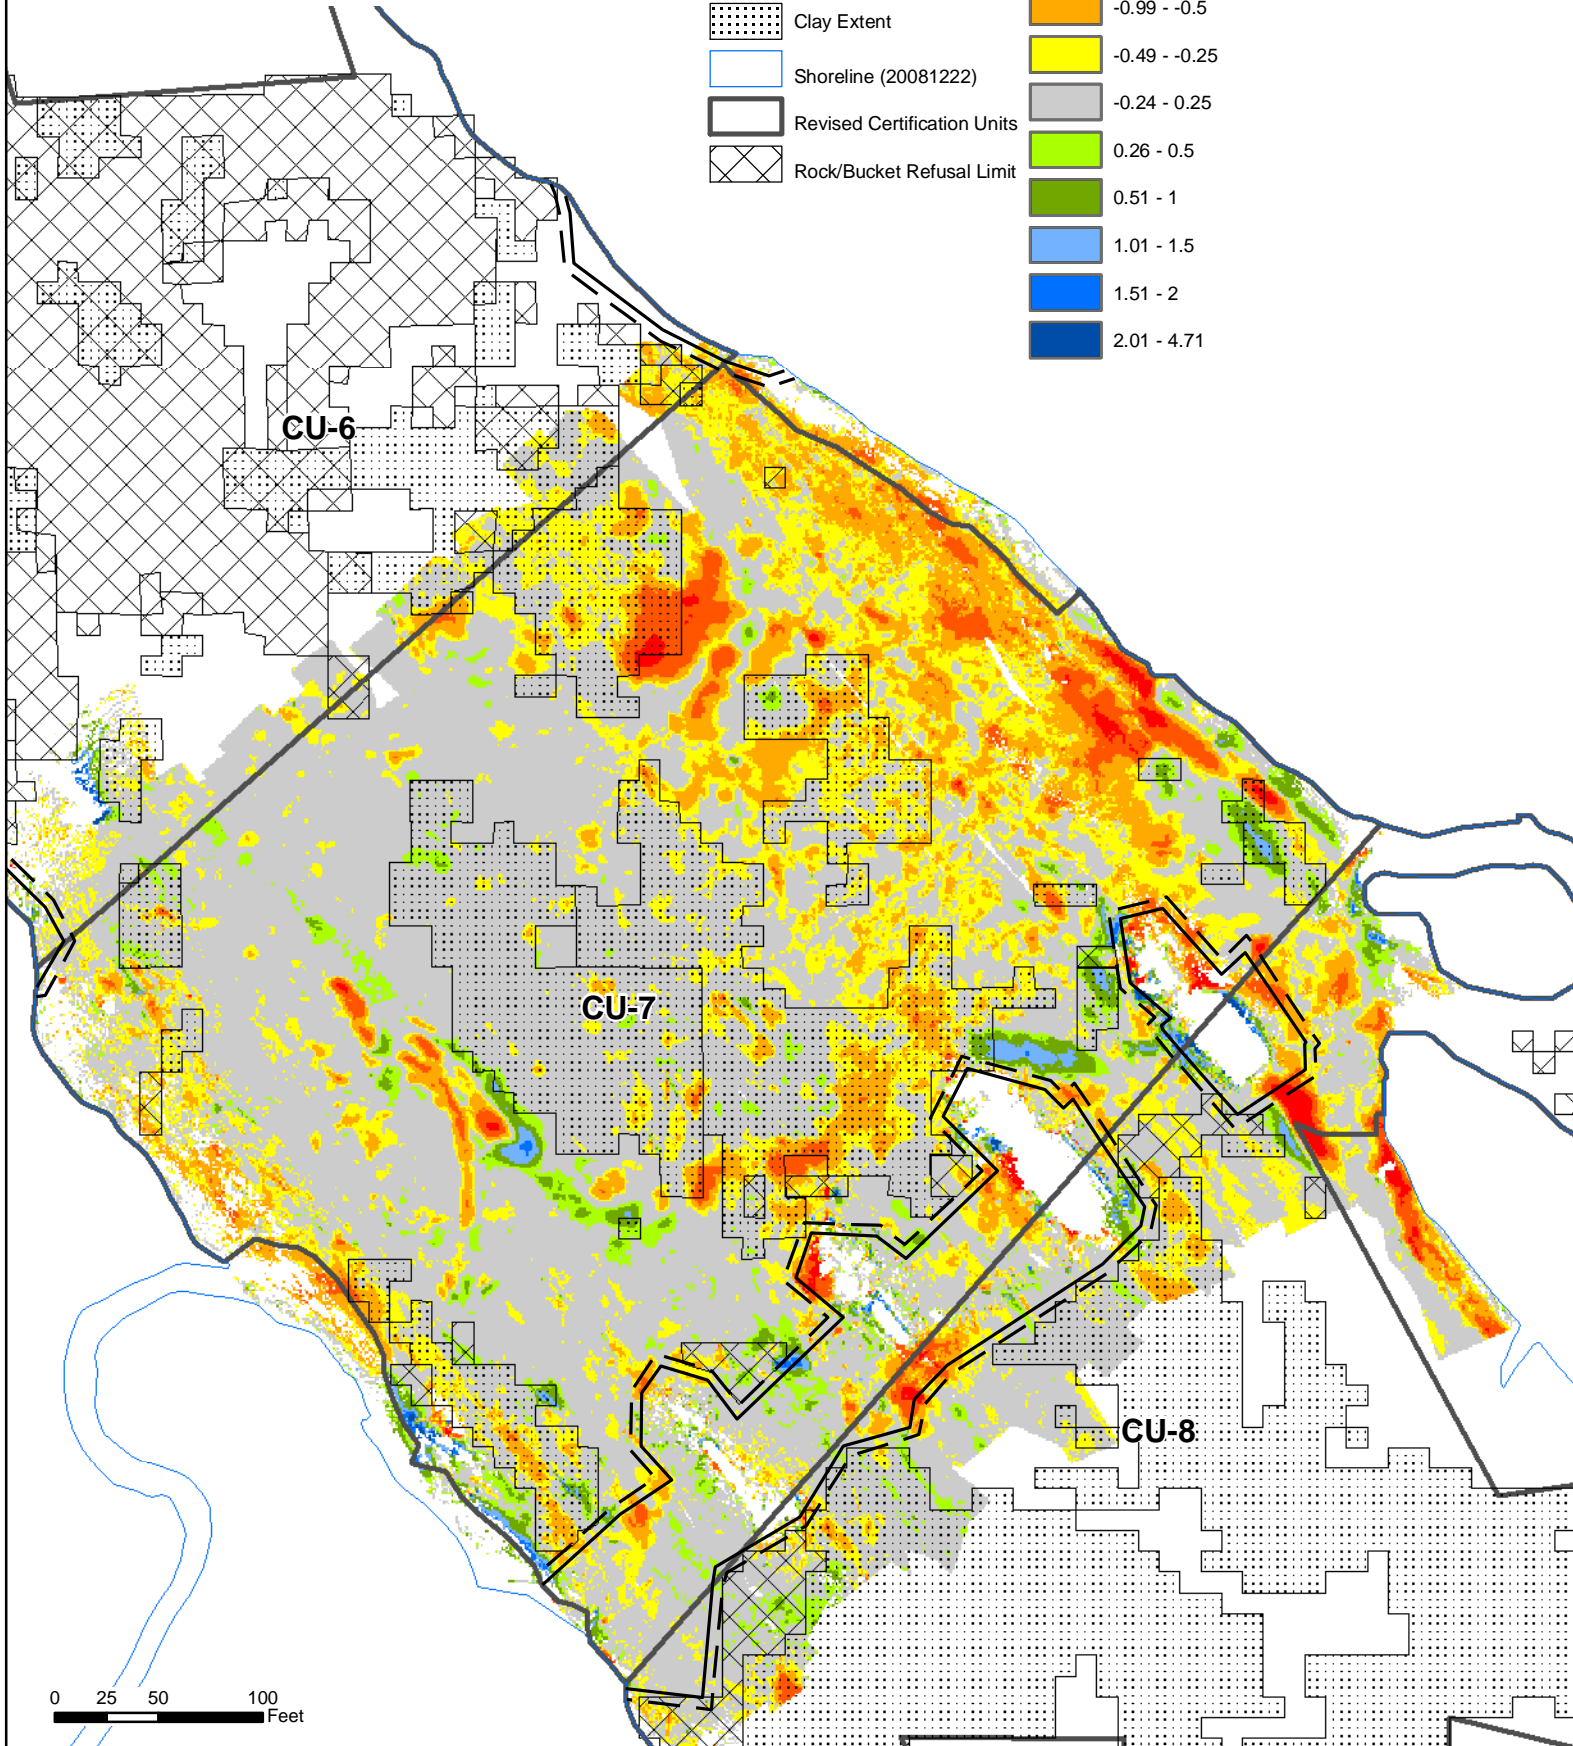 Clay Extent
Shoreline (20081222)
Revised Certification Units
Rock/Bucket Refusal Limit
-0.99 - -0.5
-0.49 - -0.25
-0.24 - 0.25
0.26 - 0.5
0.51 - 1
1.01 - 1.5
1.51 - 2
2.01 - 4.71
CU-6
CU-7
CU-8
0 25 50 100
Feet